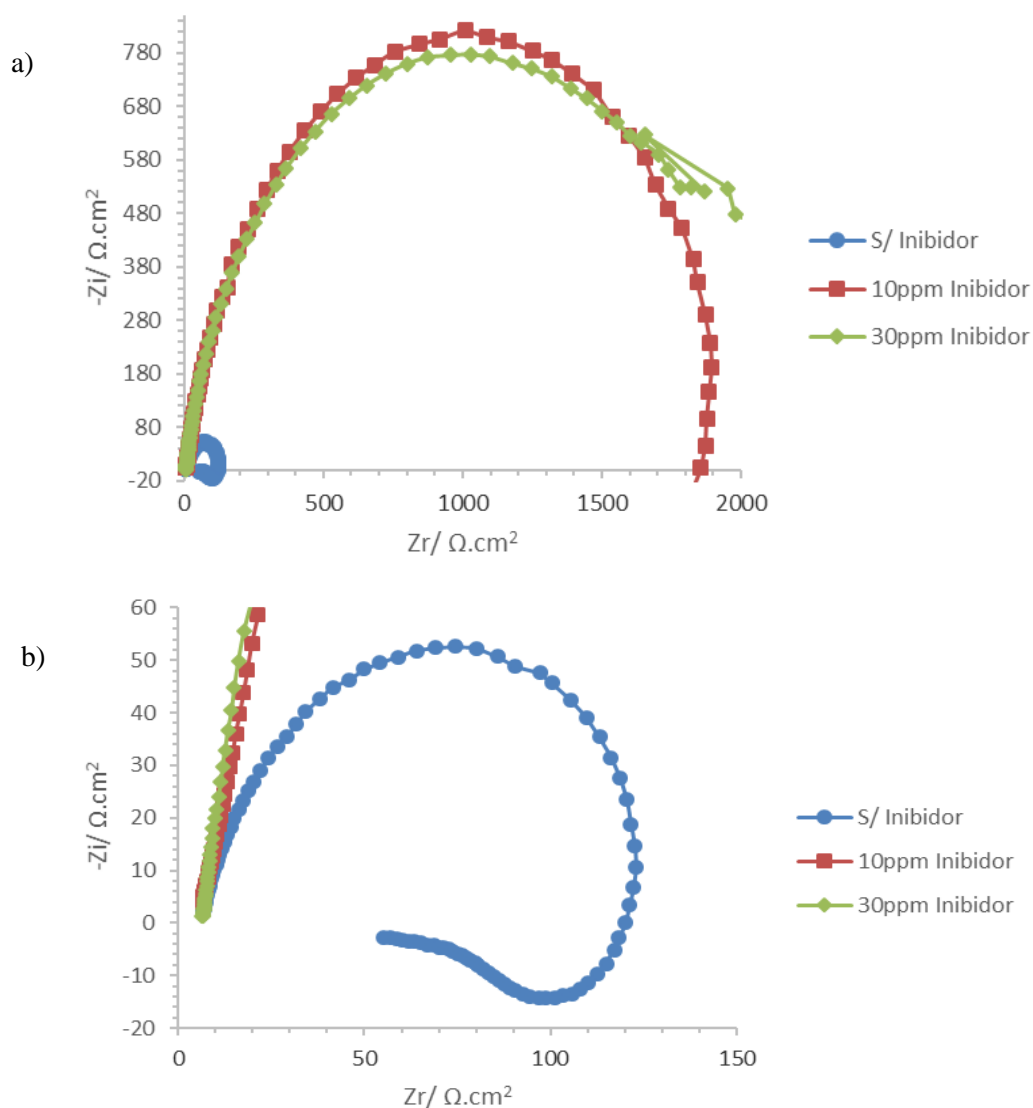 a)
-Zi/ Ω.cm²
780
680
580
480
380
280
180
80
-20
0
500
1000
1500
2000
Zr/ Ω.cm²
S/ Inibidor
10ppm Inibidor
30ppm Inibidor
b)
-Zi/ Ω.cm²
60
50
40
30
20
10
0
-10
-20
0
50
100
150
Zr/ Ω.cm²
S/ Inibidor
10ppm Inibidor
30ppm Inibidor